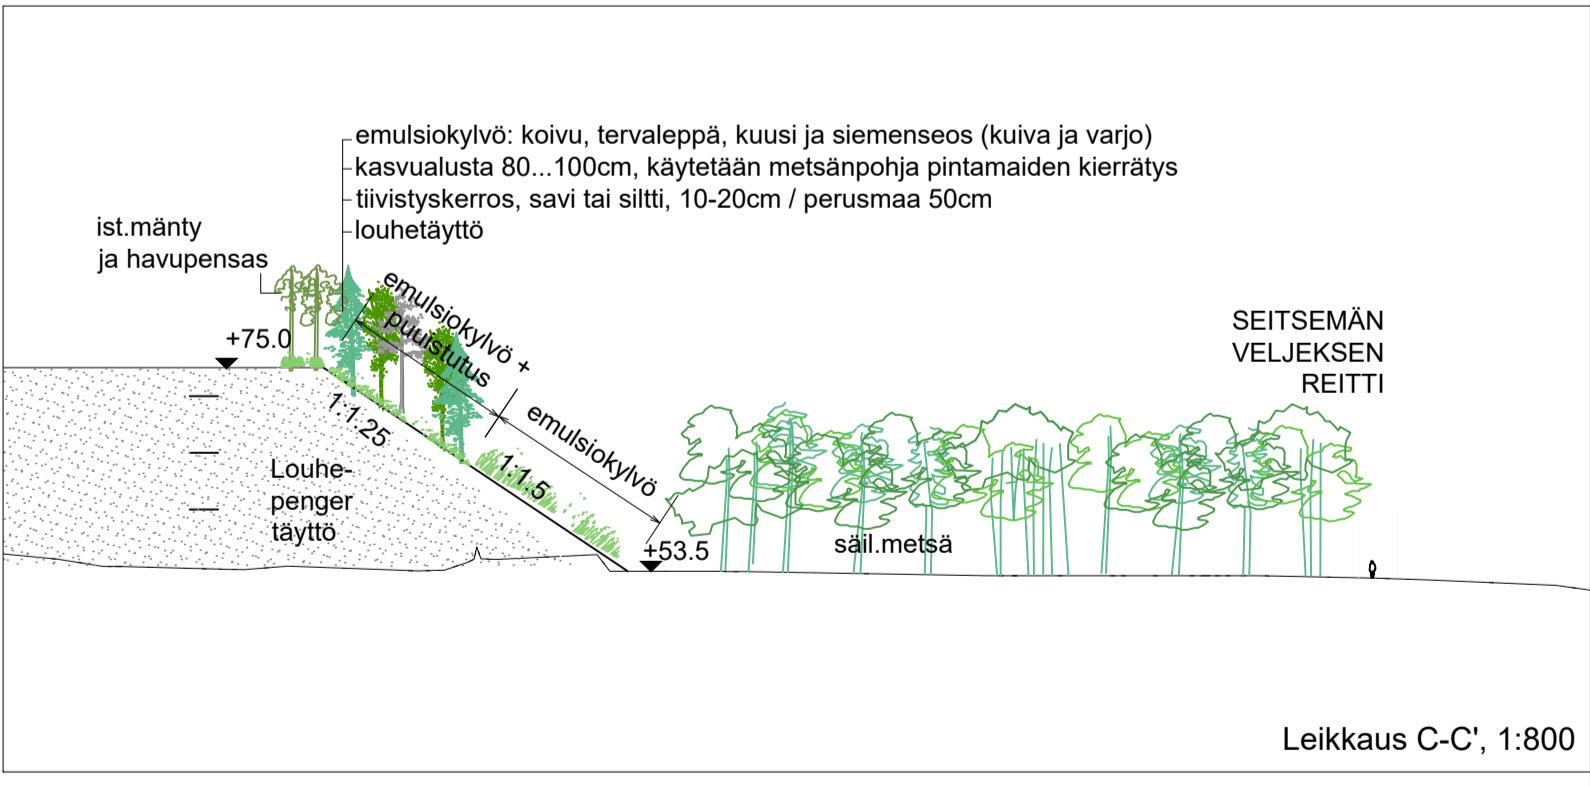 emulsiokylvö: koivu, tervaleppä, kuusi ja siemenseos (kuiva ja varjo)
kasvualusta 80...100cm, käytetään metsänpohja pintamaiden kierrätys
tiivistyskerros, savi tai siltti, 10-20cm / perusmaa 50cm
louhetäyttö
ist.mänty
ja havupensas
+75.0
emulsiokylvö +
puuistutus
1:1.25
emulsiokylvö
1:1.5
Louhe-
penger
täyttö
+53.5
säil.metsä
SEITSEMÄN
VELJEKSEN
REITTI
Leikkaus C-C', 1:800